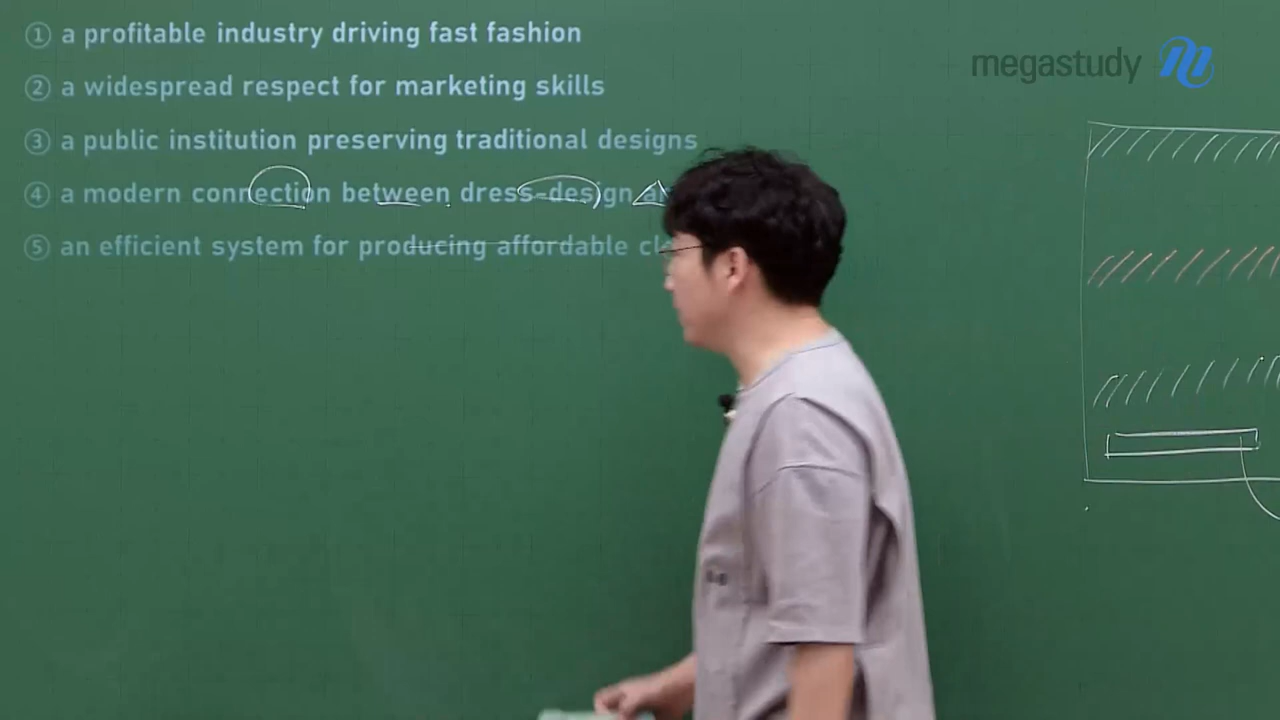 ① a profitable industry driving fast fashion
② a widespread respect for marketing skills
③ a public institution preserving traditional designs
④ a modern connection between dress-design
⑤ an efficient system for producing affordable
megastudy